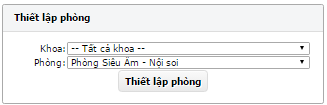 Thiết lập phòng
Khoa: -- Tất cả khoa --
Phòng: Phòng Siêu Âm - Nội soi
Thiết lập phòng